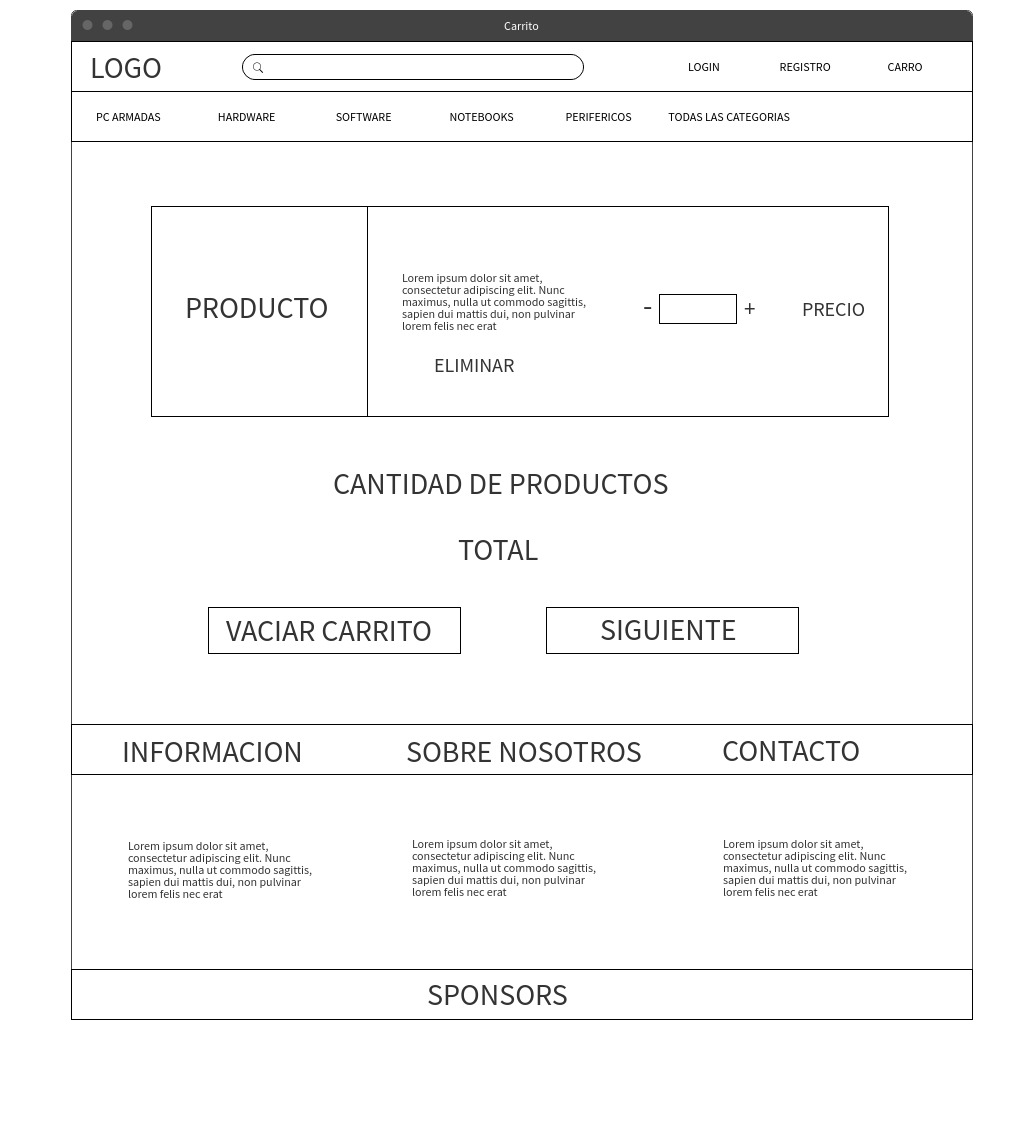 Carrito
LOGO
LOGIN REGISTRO CARRO
PC ARMADAS HARDWARE SOFTWARE NOTEBOOKS PERIFERICOS TODAS LAS CATEGORIAS
PRODUCTO
Lorem ipsum dolor sit amet,
consectetur adipiscing elit. Nunc
maximus, nulla ut commodo sagittis,
sapien dui mattis dui, non pulvinar
lorem felis nec erat
ELIMINAR
- +
PRECIO
CANTIDAD DE PRODUCTOS
TOTAL
VACIAR CARRITO SIGUIENTE
INFORMACION SOBRE NOSOTROS CONTACTO
Lorem ipsum dolor sit amet,
consectetur adipiscing elit. Nunc
maximus, nulla ut commodo sagittis,
sapien dui mattis dui, non pulvinar
lorem felis nec erat
Lorem ipsum dolor sit amet,
consectetur adipiscing elit. Nunc
maximus, nulla ut commodo sagittis,
sapien dui mattis dui, non pulvinar
lorem felis nec erat
Lorem ipsum dolor sit amet,
consectetur adipiscing elit. Nunc
maximus, nulla ut commodo sagittis,
sapien dui mattis dui, non pulvinar
lorem felis nec erat
SPONSORS